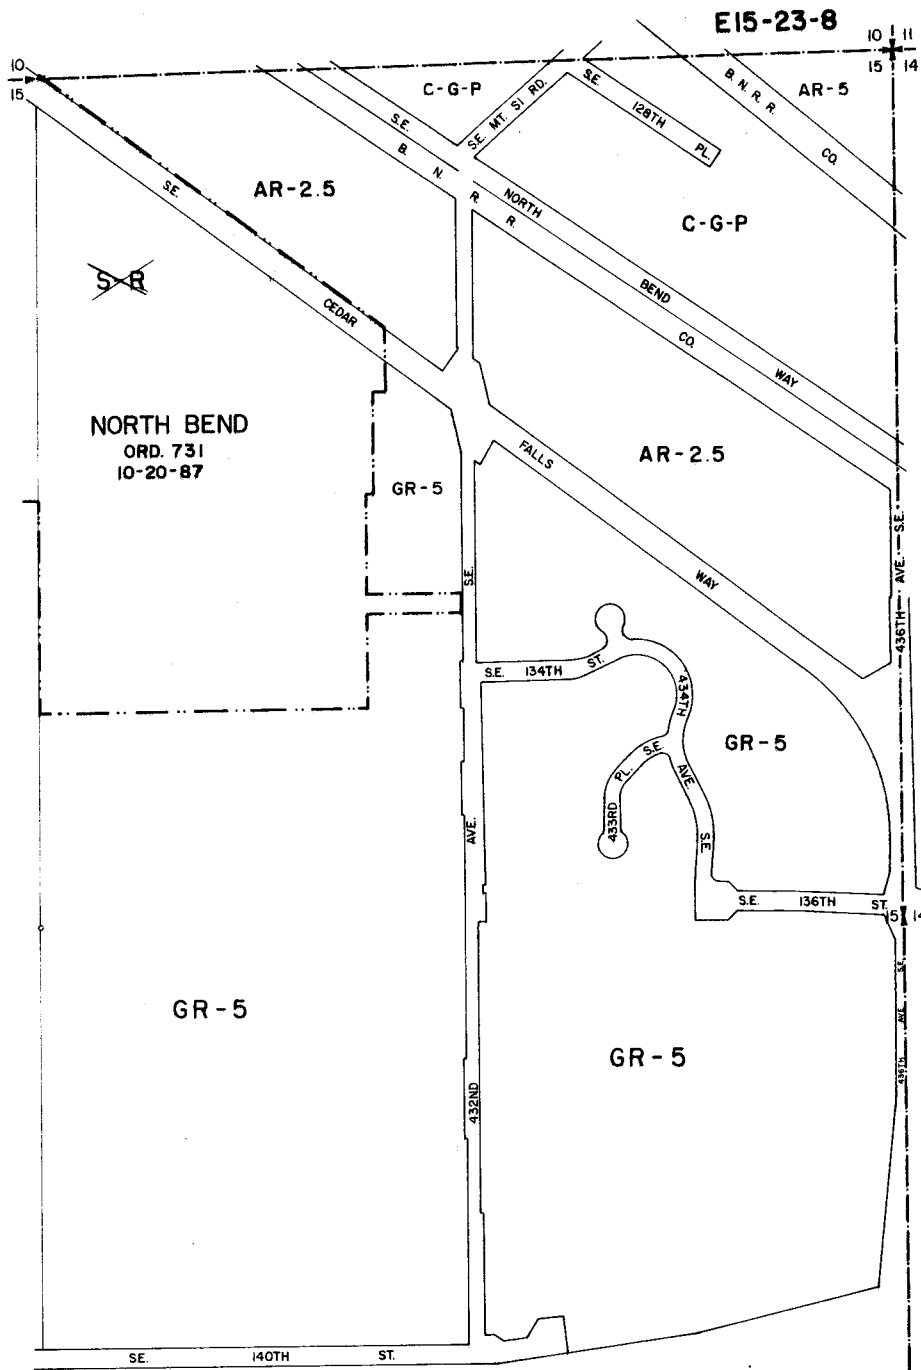 E15-23-8
10 11
15 14
10
15
C-G-P
AR-5
B. N. R. R. CO.
S.E. MT. SI RD.
S.E. 128TH PL.
S.E. NORTH BEND WAY
B. N. R. R. CO.
AR-2.5
C-G-P
S-R
S.E. CEDAR FALLS WAY
NORTH BEND
ORD. 731
10-20-87
GR-5
AR-2.5
436TH AVE. S.E.
S.E. 134TH ST.
434TH AVE. S.E.
433RD PL. S.E.
GR-5
S.E. 136TH ST.
15 14
432ND AVE. S.E.
436TH AVE S.E.
GR-5
GR-5
SE. 140TH ST.